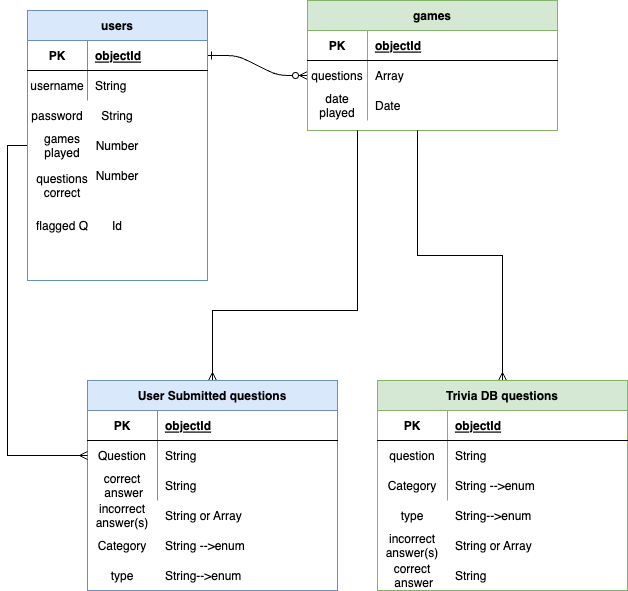 users
PK objectId
username String
password String
games
played Number
questions
correct Number
flagged Q Id
games
PK objectId
questions Array
date
played Date
User Submitted questions
PK objectId
Question String
correct
answer String
incorrect
answer(s) String or Array
Category String -->enum
type String-->enum
Trivia DB questions
PK objectId
question String
Category String -->enum
type String-->enum
incorrect
answer(s) String or Array
correct
answer String